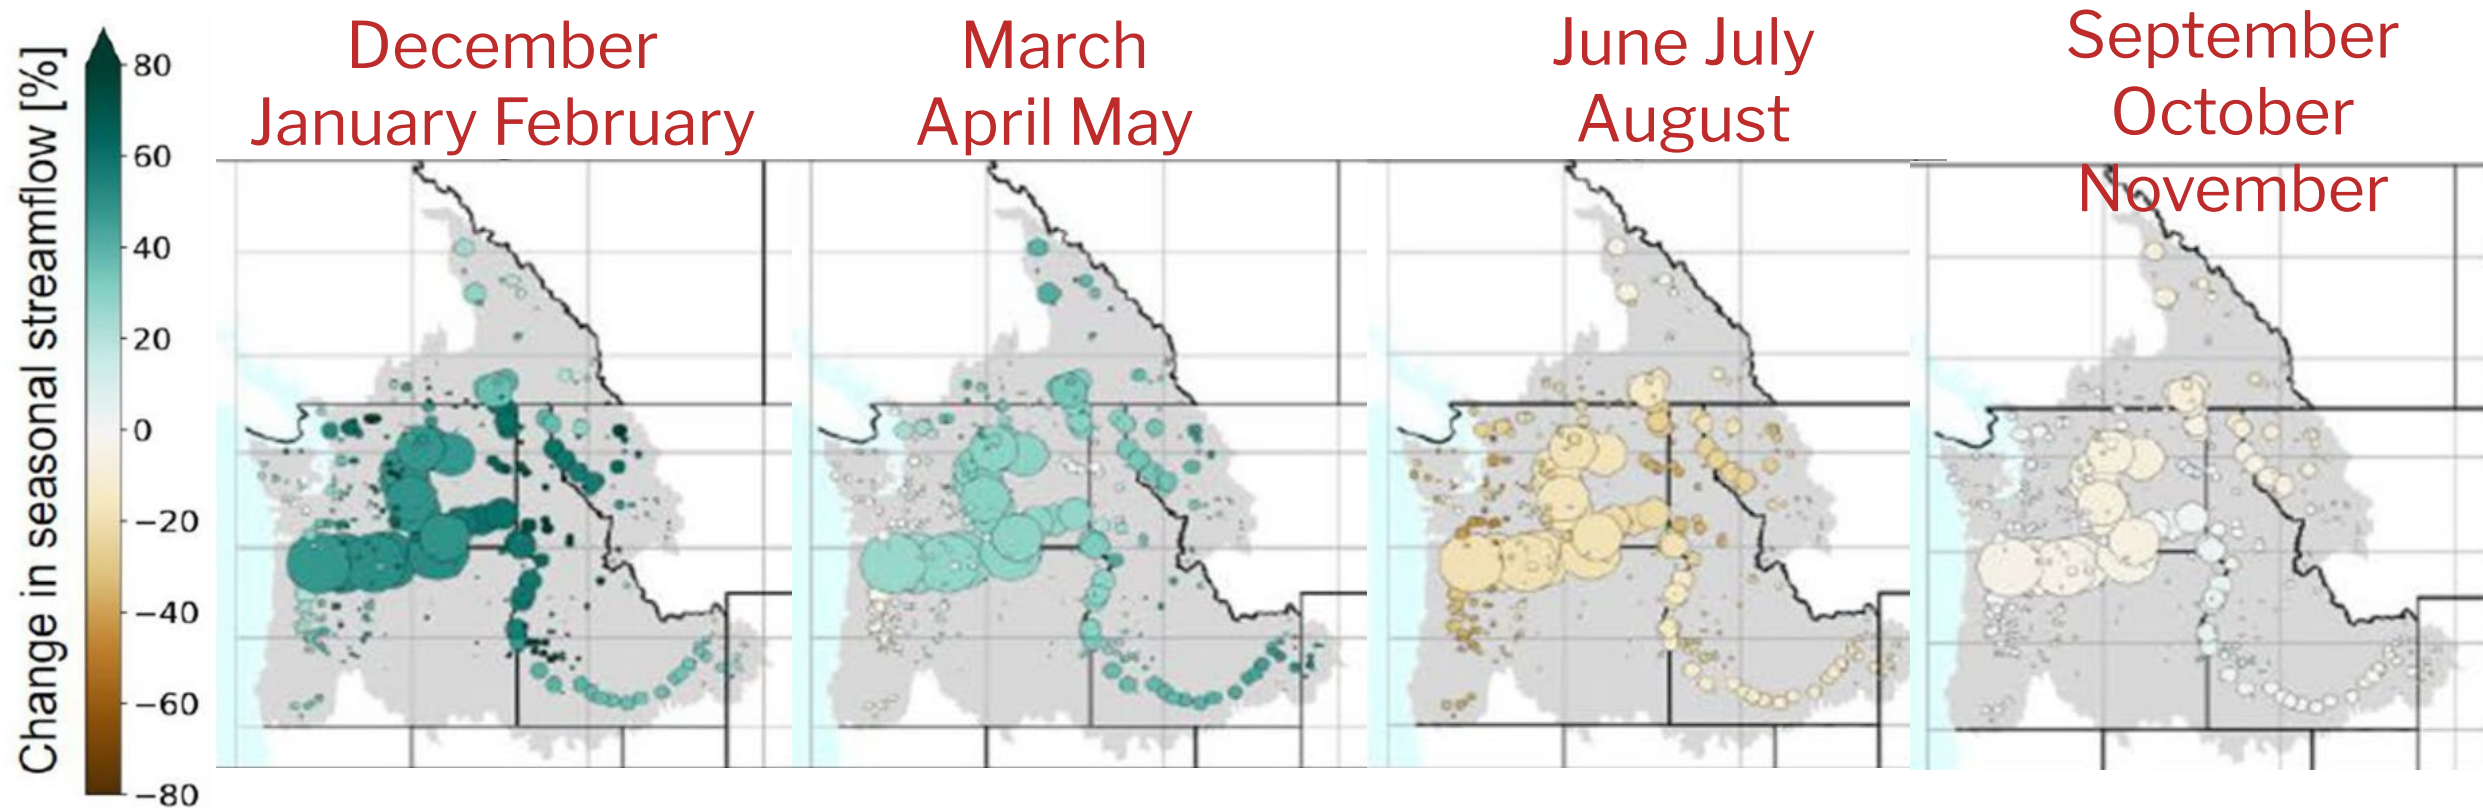 Change in seasonal streamflow [%]
80
60
40
20
0
−20
−40
−60
−80
December
January February
March
April May
June July
August
September
October
November